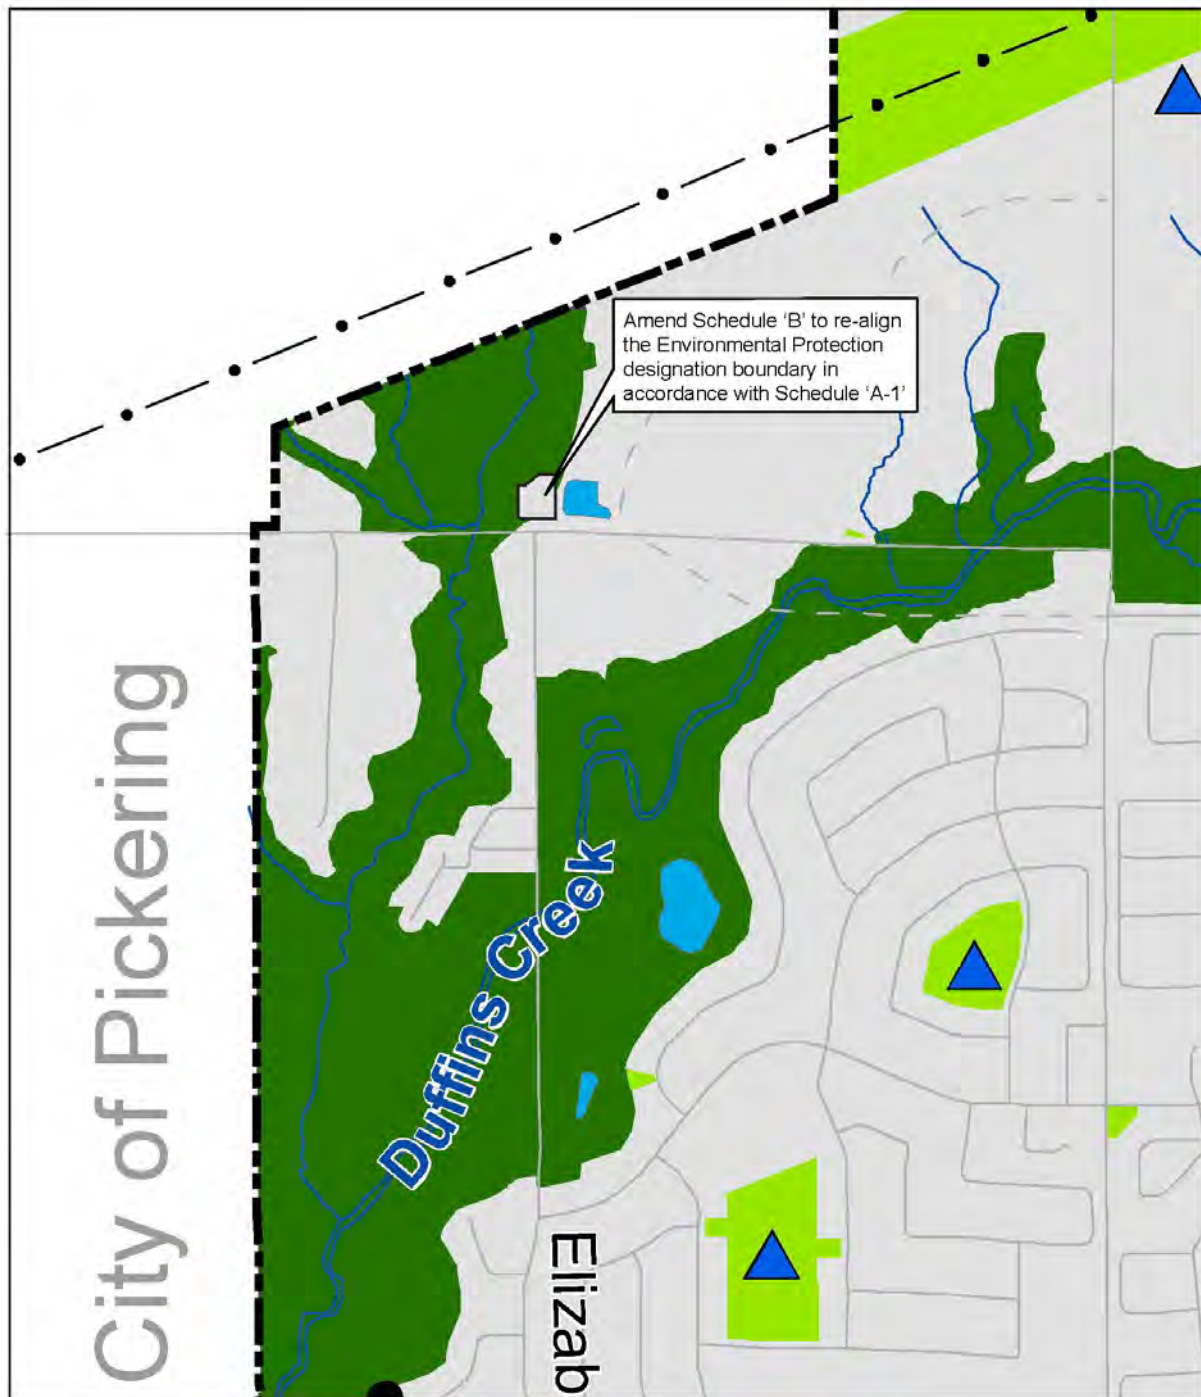 Amend Schedule ‘B’ to re-align
the Environmental Protection
designation boundary in
accordance with Schedule ‘A-1’
City of Pickering
Duffins Creek
Elizab